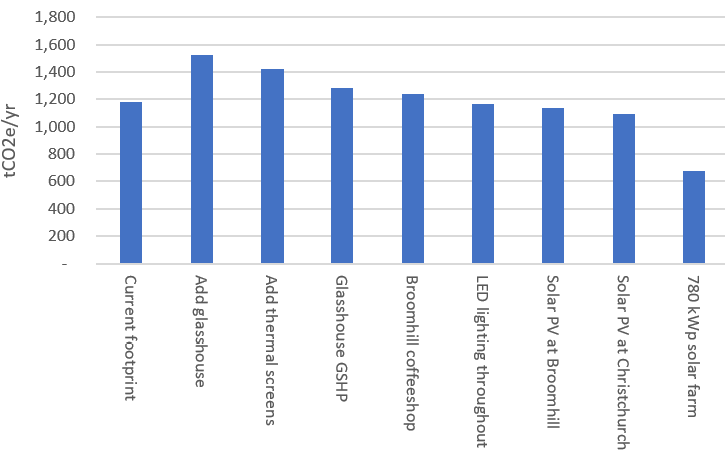 1,800
1,600
1,400
1,200
1,000
800
600
400
200
-
tCO2e/yr
Current footprint
Add glasshouse
Add thermal screens
Glasshouse GSHP
Broomhill coffeeshop
LED lighting throughout
Solar PV at Broomhill
Solar PV at Christchurch
780 kWp solar farm